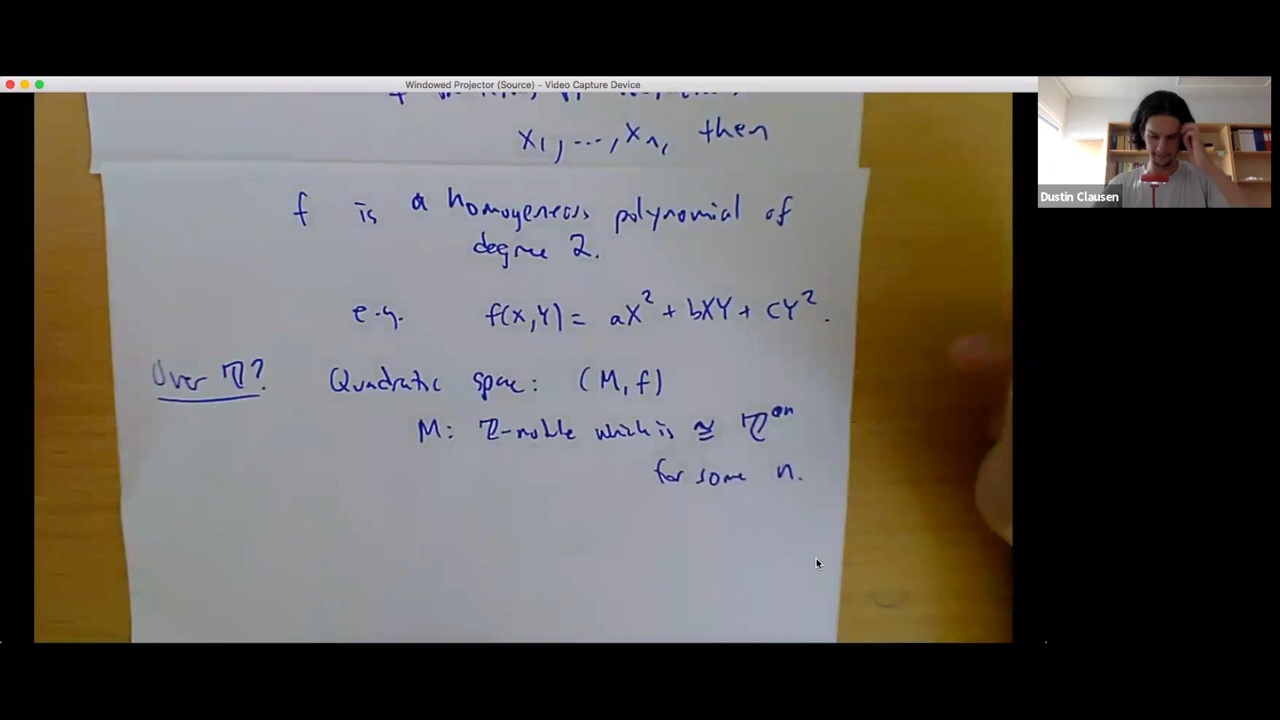 Windowed Projector (Source) - Video Capture Device
x₁, ..., xₙ, then
f is a homogeneous polynomial of
degree 2.
e.g. f(x,y) = aX² + bXY + cY².
Over ℤ? Quadratic space: (M, f)
M: ℤ-module which is ≅ ℤ^⊕n
for some n.
Dustin Clausen